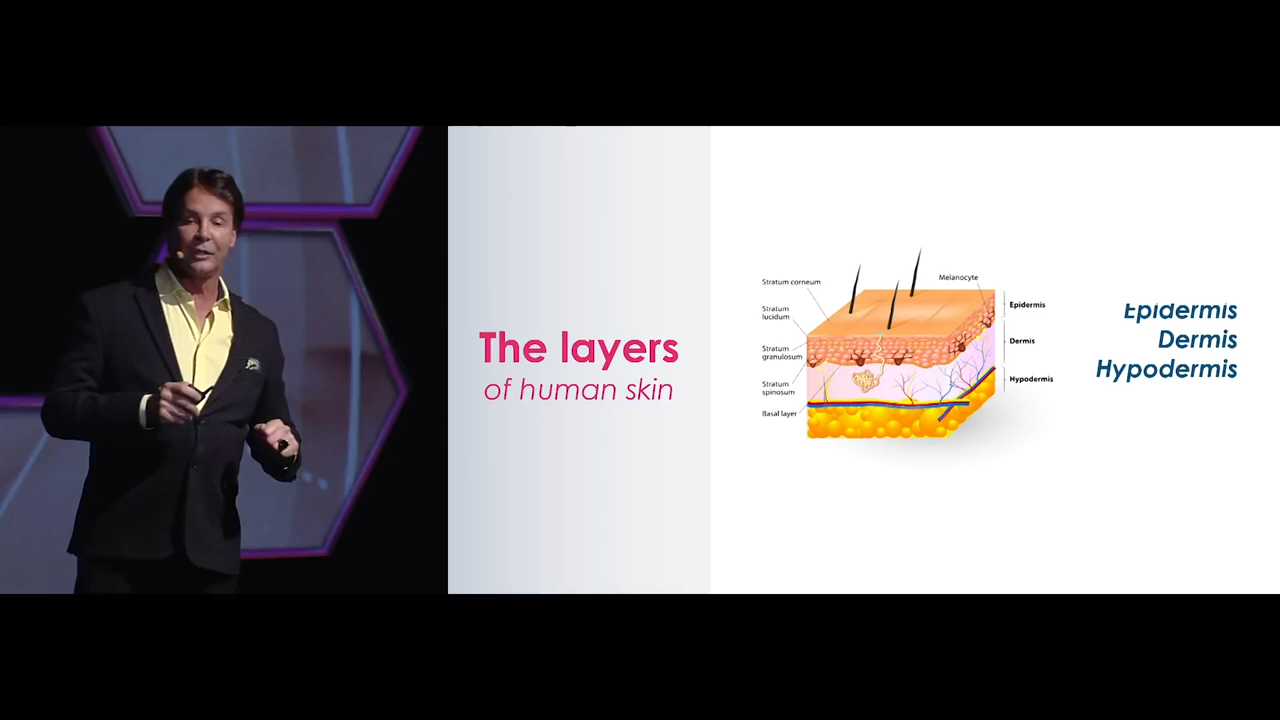 The layers
of human skin
Stratum corneum
Stratum
lucidum
Stratum
granulosum
Stratum
spinosum
Basal layer
Melanocyte
Epidermis
Dermis
Hypodermis
Epidermis
Dermis
Hypodermis